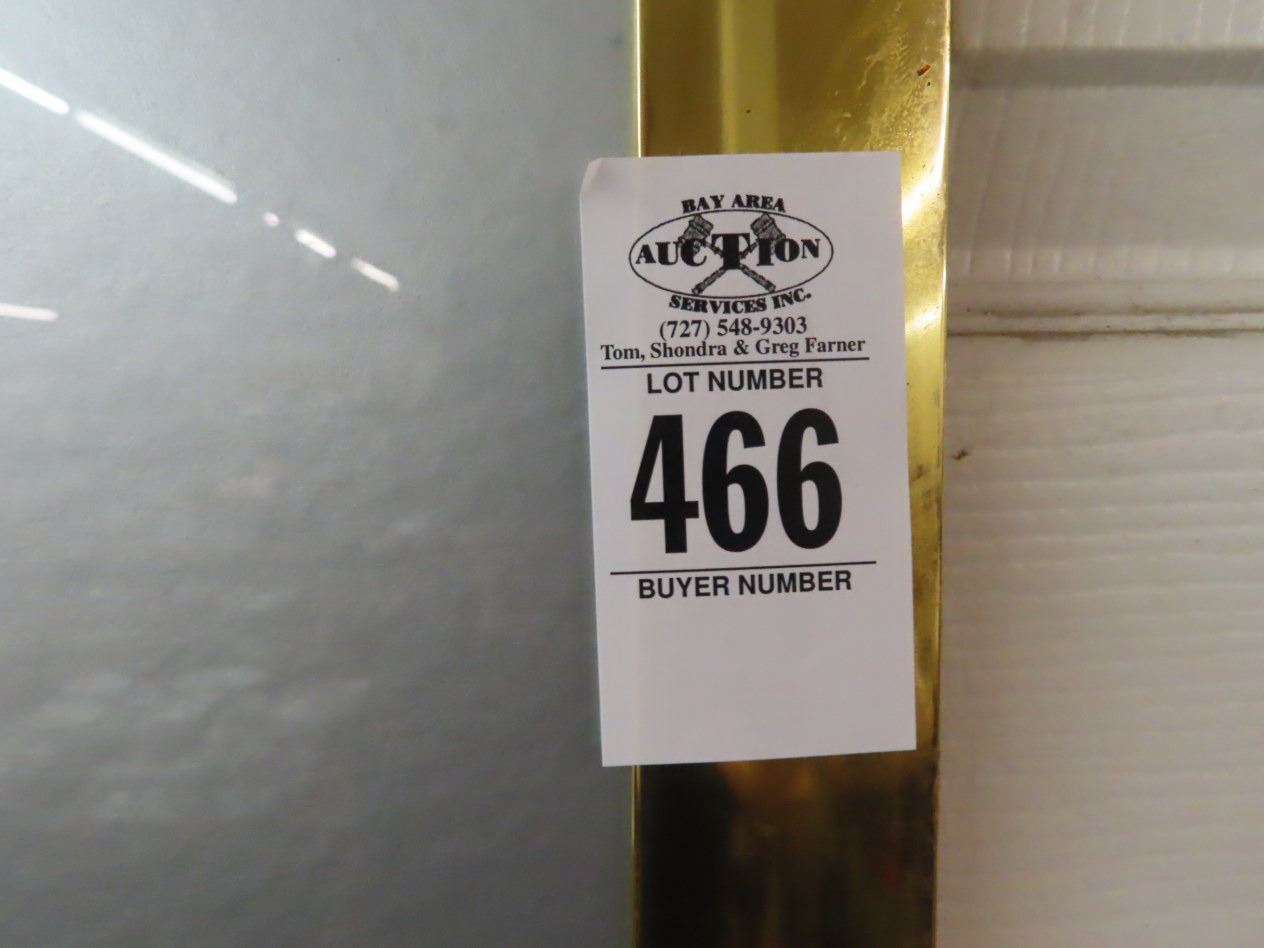 BAY AREA
AUCTION
SERVICES INC.
(727) 548-9303
Tom, Shondra & Greg Farner
LOT NUMBER
466
BUYER NUMBER